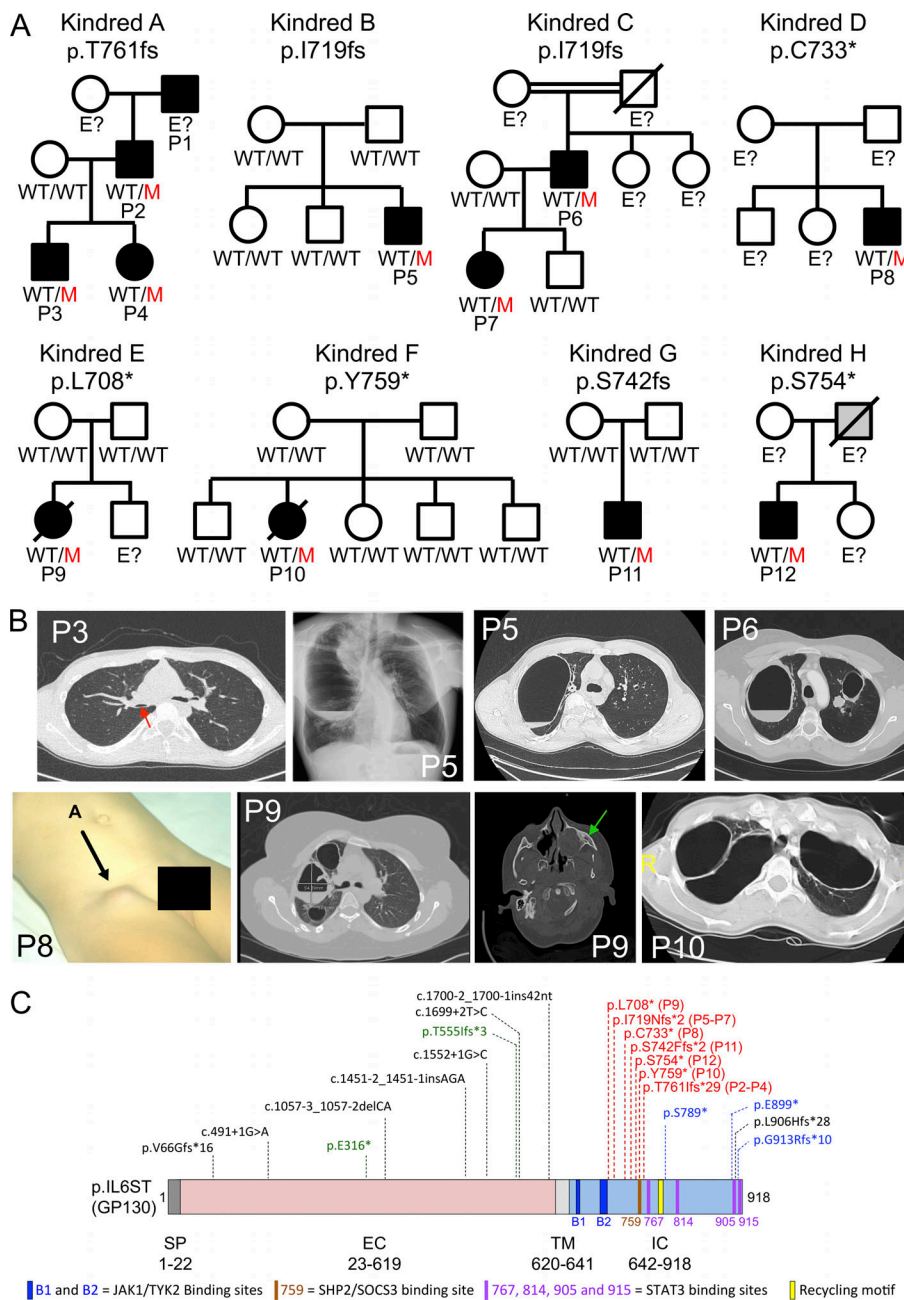 A
Kindred A
p.T761fs
E?
E?
P1
WT/WT
WT/M
P2
WT/M
P3
WT/M
P4
Kindred B
p.I719fs
WT/WT
WT/WT
WT/WT
WT/WT
WT/M
P5
Kindred C
p.I719fs
E?
E?
WT/WT
WT/M
P6
E?
E?
WT/M
P7
WT/WT
Kindred D
p.C733*
E?
E?
E?
E?
WT/M
P8
Kindred E
p.L708*
WT/WT
WT/WT
WT/M
P9
E?
Kindred F
p.Y759*
WT/WT
WT/WT
WT/WT
WT/M
P10
WT/WT
WT/WT
WT/WT
Kindred G
p.S742fs
WT/WT
WT/WT
WT/M
P11
Kindred H
p.S754*
E?
E?
WT/M
P12
E?
B
P3
P5
P5
P6
A
P8
P9
P9
R
P10
C
c.1700-2_1700-1ins42nt
c.1699+2T>C
p.T555Ifs*3
c.1552+1G>C
c.1451-2_1451-1insAGA
c.1057-3_1057-2delCA
p.E316*
c.491+1G>A
p.V66Gfs*16
p.L708* (P9)
p.I719Nfs*2 (P5-P7)
p.C733* (P8)
p.S742Ffs*2 (P11)
p.S754* (P12)
p.Y759* (P10)
p.T761Ifs*29 (P2-P4)
p.S789*
p.E899*
p.L906Hfs*28
p.G913Rfs*10
p.IL6ST
(GP130)
1
918
B1 B2 759 767 814 905 915
SP EC TM IC
1-22 23-619 620-641 642-918
B1 and B2 = JAK1/TYK2 Binding sites
759 = SHP2/SOCS3 binding site
767, 814, 905 and 915 = STAT3 binding sites
Recycling motif